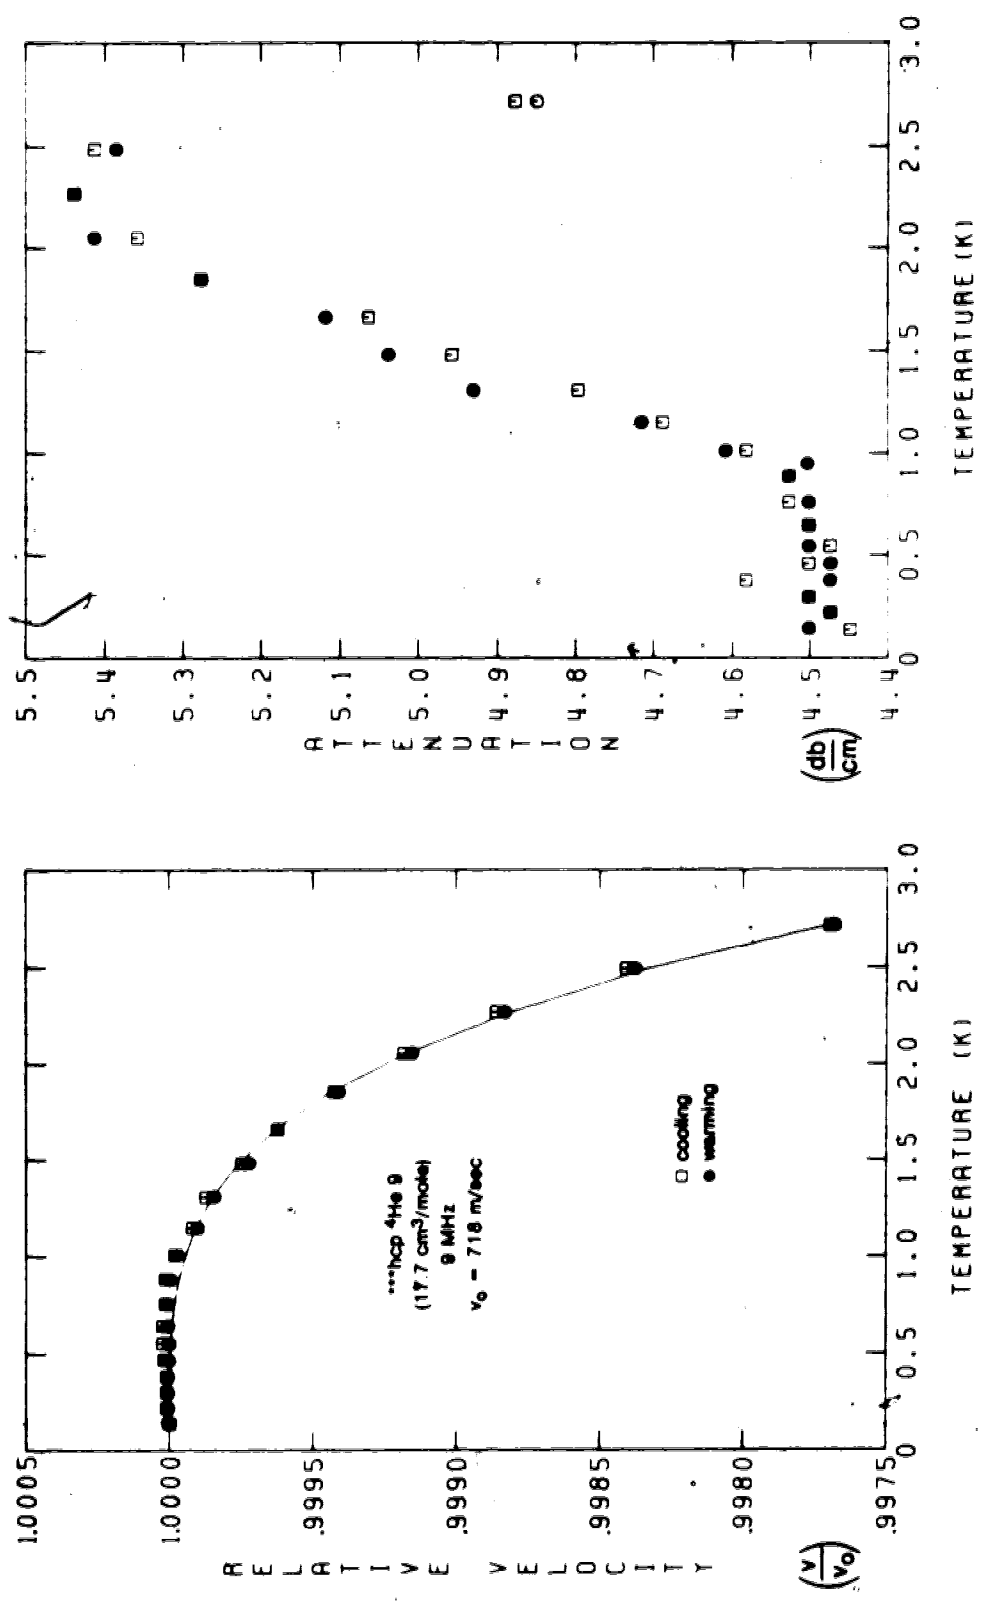 1.0005
1.0000
.9995
.9990
.9985
.9980
.9975
RELATIVE VELOCITY
(v/v₀)
***hcp ⁴He 9
(17.7 cm³/mole)
9 MHz
v₀ = 718 m/sec
□ cooling
● warming
0 0.5 1.0 1.5 2.0 2.5 3.0
TEMPERATURE (K)
5.5
5.4
5.3
5.2
5.1
5.0
4.9
4.8
4.7
4.6
4.5
4.4
ATTENUATION
(db/cm)
0 0.5 1.0 1.5 2.0 2.5 3.0
TEMPERATURE (K)